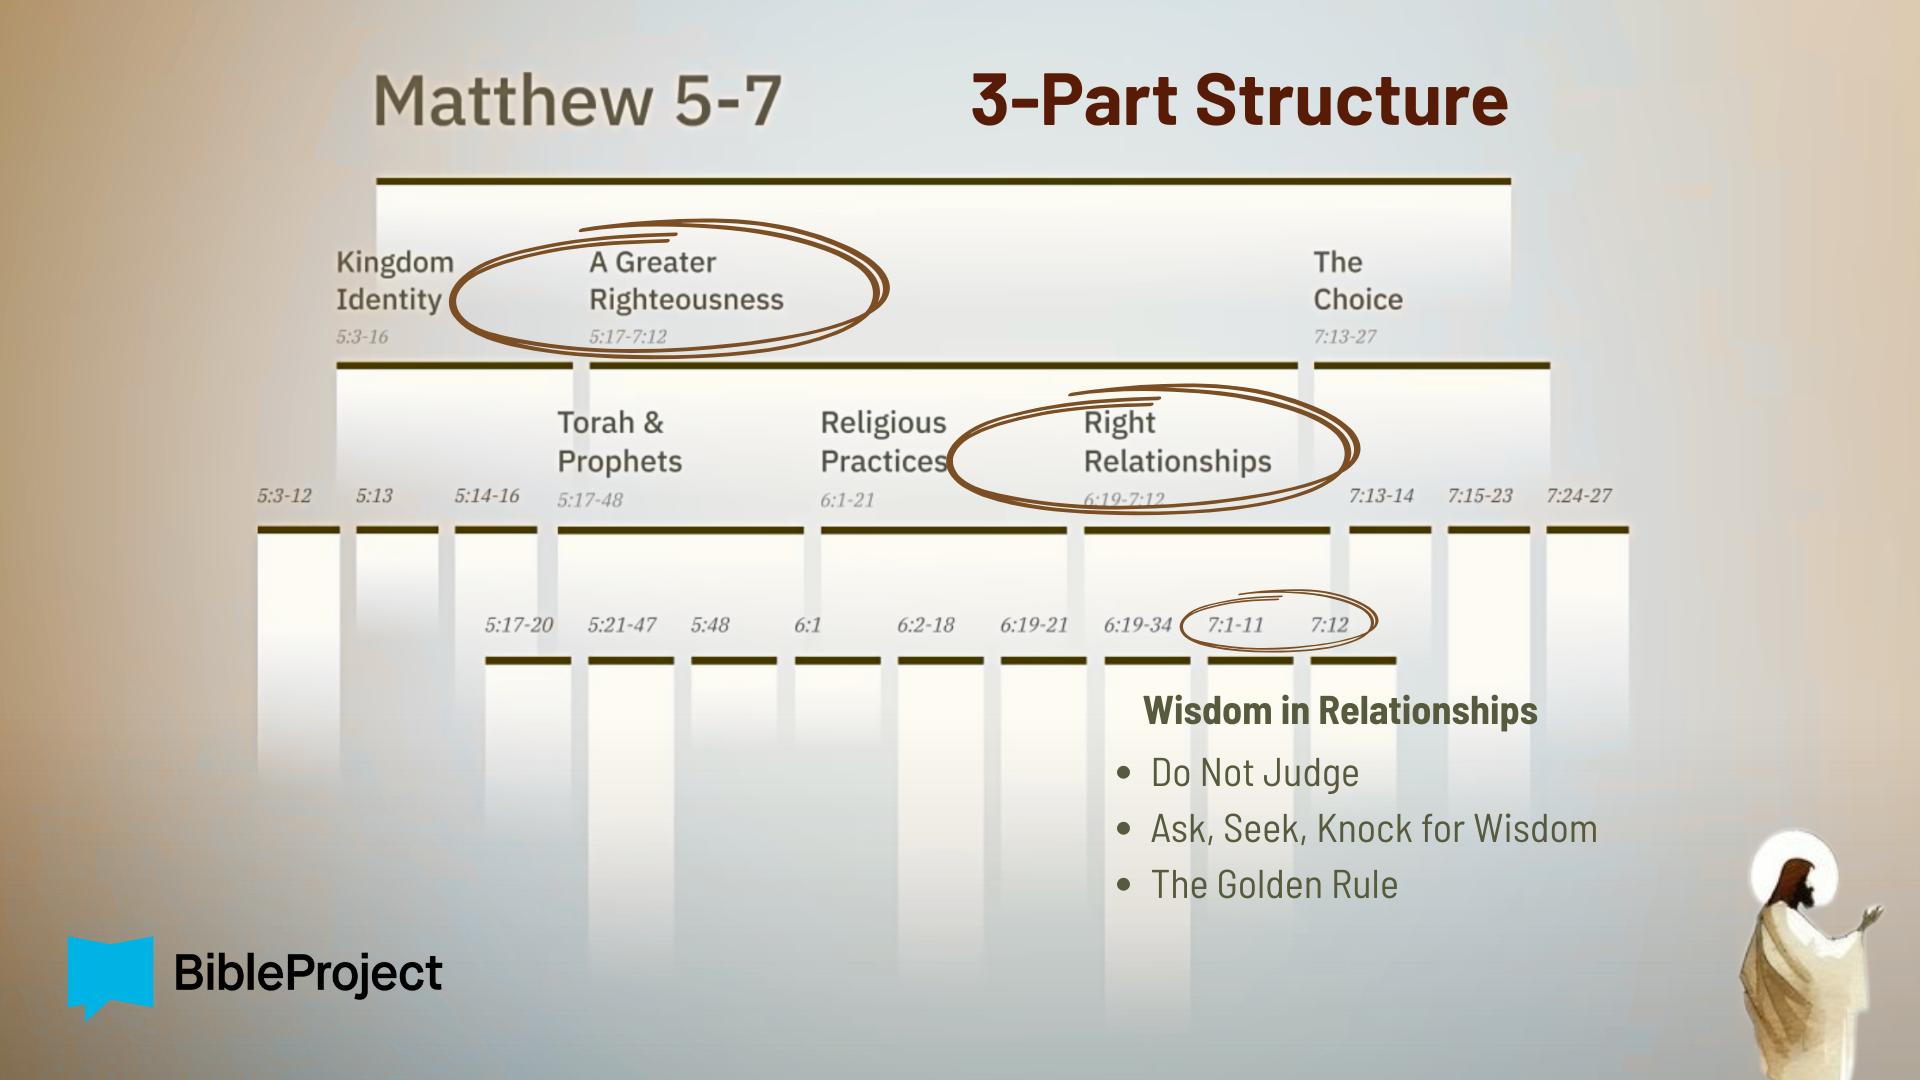 Matthew 5-7
3-Part Structure
Kingdom
Identity
5:3-16
A Greater
Righteousness
5:17-7:12
The
Choice
7:13-27
Torah &
Prophets
5:17-48
Religious
Practices
6:1-21
Right
Relationships
6:19-7:12
5:3-12
5:13
5:14-16
7:13-14
7:15-23
7:24-27
5:17-20
5:21-47
5:48
6:1
6:2-18
6:19-21
6:19-34
7:1-11
7:12
Wisdom in Relationships
• Do Not Judge
• Ask, Seek, Knock for Wisdom
• The Golden Rule
BibleProject